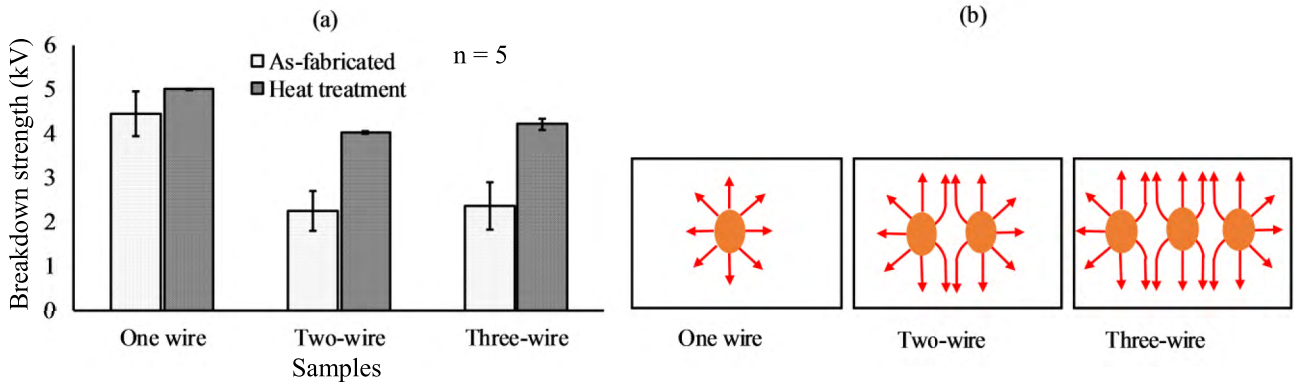 (a)
Breakdown strength (kV)
6
5
4
3
2
1
0
As-fabricated
Heat treatment
n = 5
One wire
Two-wire
Three-wire
Samples
(b)
One wire
Two-wire
Three-wire